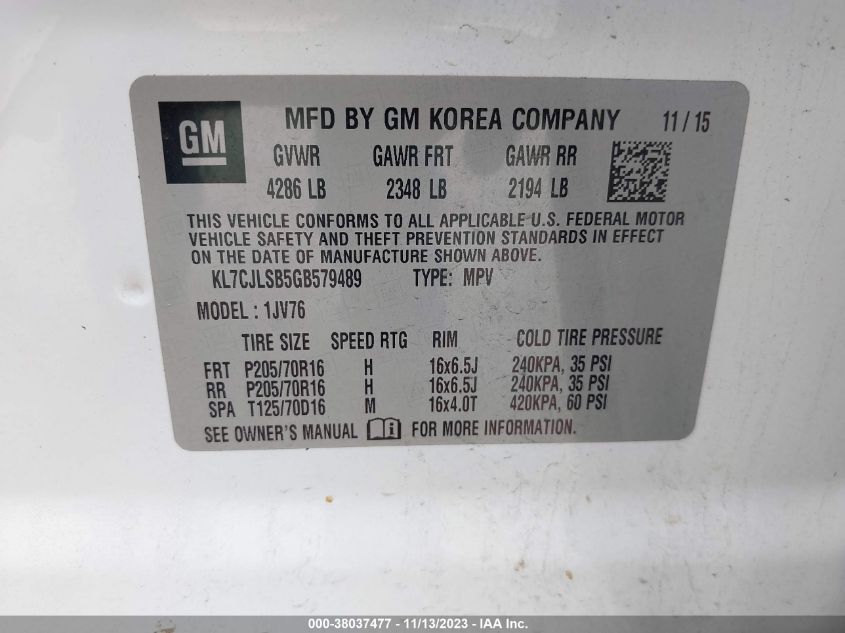 GM
MFD BY GM KOREA COMPANY 11 / 15
GVWR GAWR FRT GAWR RR
4286 LB 2348 LB 2194 LB
THIS VEHICLE CONFORMS TO ALL APPLICABLE U.S. FEDERAL MOTOR
VEHICLE SAFETY AND THEFT PREVENTION STANDARDS IN EFFECT
ON THE DATE OF MANUFACTURE SHOWN ABOVE.
KL7CJLSB5GB579489 TYPE: MPV
MODEL : 1JV76
TIRE SIZE SPEED RTG RIM COLD TIRE PRESSURE
FRT P205/70R16 H 16x6.5J 240KPA, 35 PSI
RR P205/70R16 H 16x6.5J 240KPA, 35 PSI
SPA T125/70D16 M 16x4.0T 420KPA, 60 PSI
SEE OWNER'S MANUAL i FOR MORE INFORMATION.
000-38037477 - 11/13/2023 - IAA Inc.